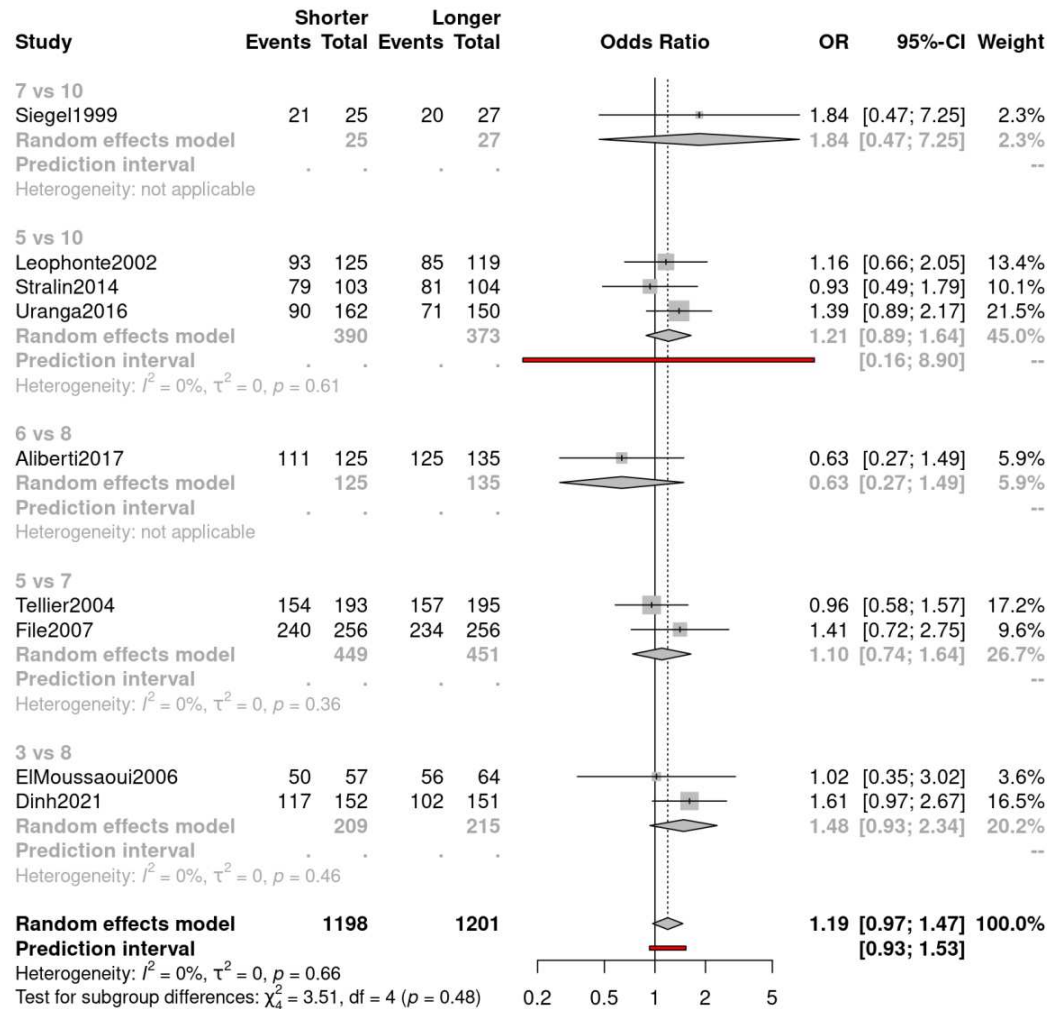 Shorter Longer
Study Events Total Events Total Odds Ratio OR 95%-CI Weight
7 vs 10
Siegel1999 21 25 20 27 1.84 [0.47; 7.25] 2.3%
Random effects model 25 27 1.84 [0.47; 7.25] 2.3%
Prediction interval . . . . --
Heterogeneity: not applicable
5 vs 10
Leophonte2002 93 125 85 119 1.16 [0.66; 2.05] 13.4%
Stralin2014 79 103 81 104 0.93 [0.49; 1.79] 10.1%
Uranga2016 90 162 71 150 1.39 [0.89; 2.17] 21.5%
Random effects model 390 373 1.21 [0.89; 1.64] 45.0%
Prediction interval . . . . [0.16; 8.90] --
Heterogeneity: I² = 0%, τ² = 0, p = 0.61
6 vs 8
Aliberti2017 111 125 125 135 0.63 [0.27; 1.49] 5.9%
Random effects model 125 135 0.63 [0.27; 1.49] 5.9%
Prediction interval . . . . --
Heterogeneity: not applicable
5 vs 7
Tellier2004 154 193 157 195 0.96 [0.58; 1.57] 17.2%
File2007 240 256 234 256 1.41 [0.72; 2.75] 9.6%
Random effects model 449 451 1.10 [0.74; 1.64] 26.7%
Prediction interval . . . . --
Heterogeneity: I² = 0%, τ² = 0, p = 0.36
3 vs 8
ElMoussaoui2006 50 57 56 64 1.02 [0.35; 3.02] 3.6%
Dinh2021 117 152 102 151 1.61 [0.97; 2.67] 16.5%
Random effects model 209 215 1.48 [0.93; 2.34] 20.2%
Prediction interval . . . . --
Heterogeneity: I² = 0%, τ² = 0, p = 0.46
Random effects model 1198 1201 1.19 [0.97; 1.47] 100.0%
Prediction interval [0.93; 1.53]
Heterogeneity: I² = 0%, τ² = 0, p = 0.66
Test for subgroup differences: χ²₄ = 3.51, df = 4 (p = 0.48) 0.2 0.5 1 2 5